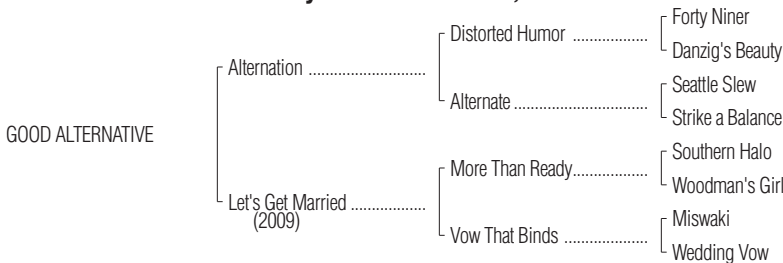 Forty Niner
Distorted Humor ..................
Danzig's Beauty
Alternation ............................
Seattle Slew
Alternate ................................
Strike a Balance
GOOD ALTERNATIVE
Southern Halo
More Than Ready..................
Woodman's Girl
Let's Get Married ..................
(2009)
Miswaki
Vow That Binds ....................
Wedding Vow